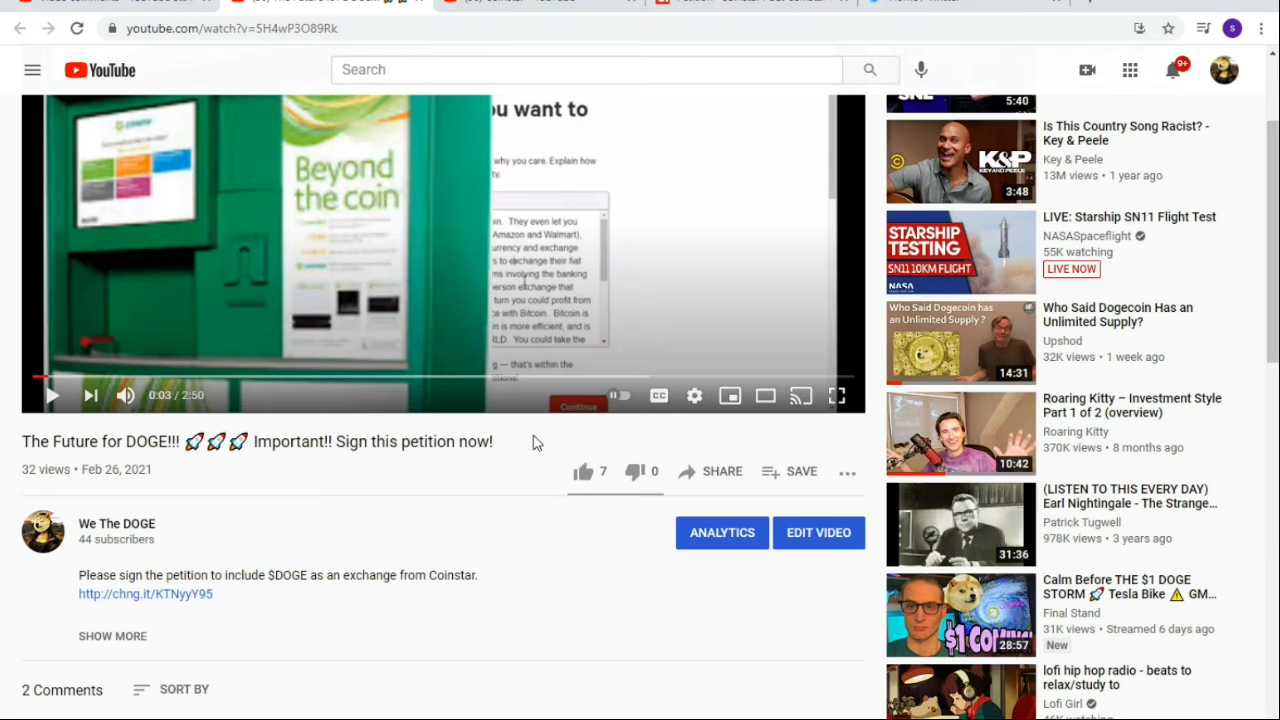 youtube.com/watch?v=5H4wP3O89Rk
YouTube
Search
9+
Beyond
the coin
ou want to
why you care. Explain how
They even let you
Amazon and Walmart),
urrency and exchange
s to exchange their fiat
ms involving the banking
erson exchange that
turn you could profit from
ce with Bitcoin. Bitcoin is
n is more efficient, and is
RLD. You could take the
g — that's within the
Continue
0:03 / 2:50
CC
The Future for DOGE!!! 🚀🚀🚀 Important!! Sign this petition now!
32 views • Feb 26, 2021
7
0
SHARE
SAVE
We The DOGE
44 subscribers
ANALYTICS
EDIT VIDEO
Please sign the petition to include $DOGE as an exchange from Coinstar.
http://chng.it/KTNyyY95
SHOW MORE
2 Comments
SORT BY
5:40
K&P
KEY AND PEELE
3:48
Is This Country Song Racist? -
Key & Peele
Key & Peele
13M views • 1 year ago
STARSHIP
TESTING
SN11 10KM FLIGHT
NASA
LIVE: Starship SN11 Flight Test
NASASpaceflight
55K watching
LIVE NOW
Who Said Dogecoin has
an Unlimited Supply ?
14:31
Who Said Dogecoin Has an
Unlimited Supply?
Upshod
32K views • 1 week ago
10:42
Roaring Kitty – Investment Style
Part 1 of 2 (overview)
Roaring Kitty
370K views • 8 months ago
31:36
(LISTEN TO THIS EVERY DAY)
Earl Nightingale - The Strange...
Patrick Tugwell
978K views • 3 years ago
$1 COMING!
28:57
Calm Before THE $1 DOGE
STORM 🚀 Tesla Bike ⚠ GM...
Final Stand
31K views • Streamed 6 days ago
New
lofi hip hop radio - beats to
relax/study to
Lofi Girl